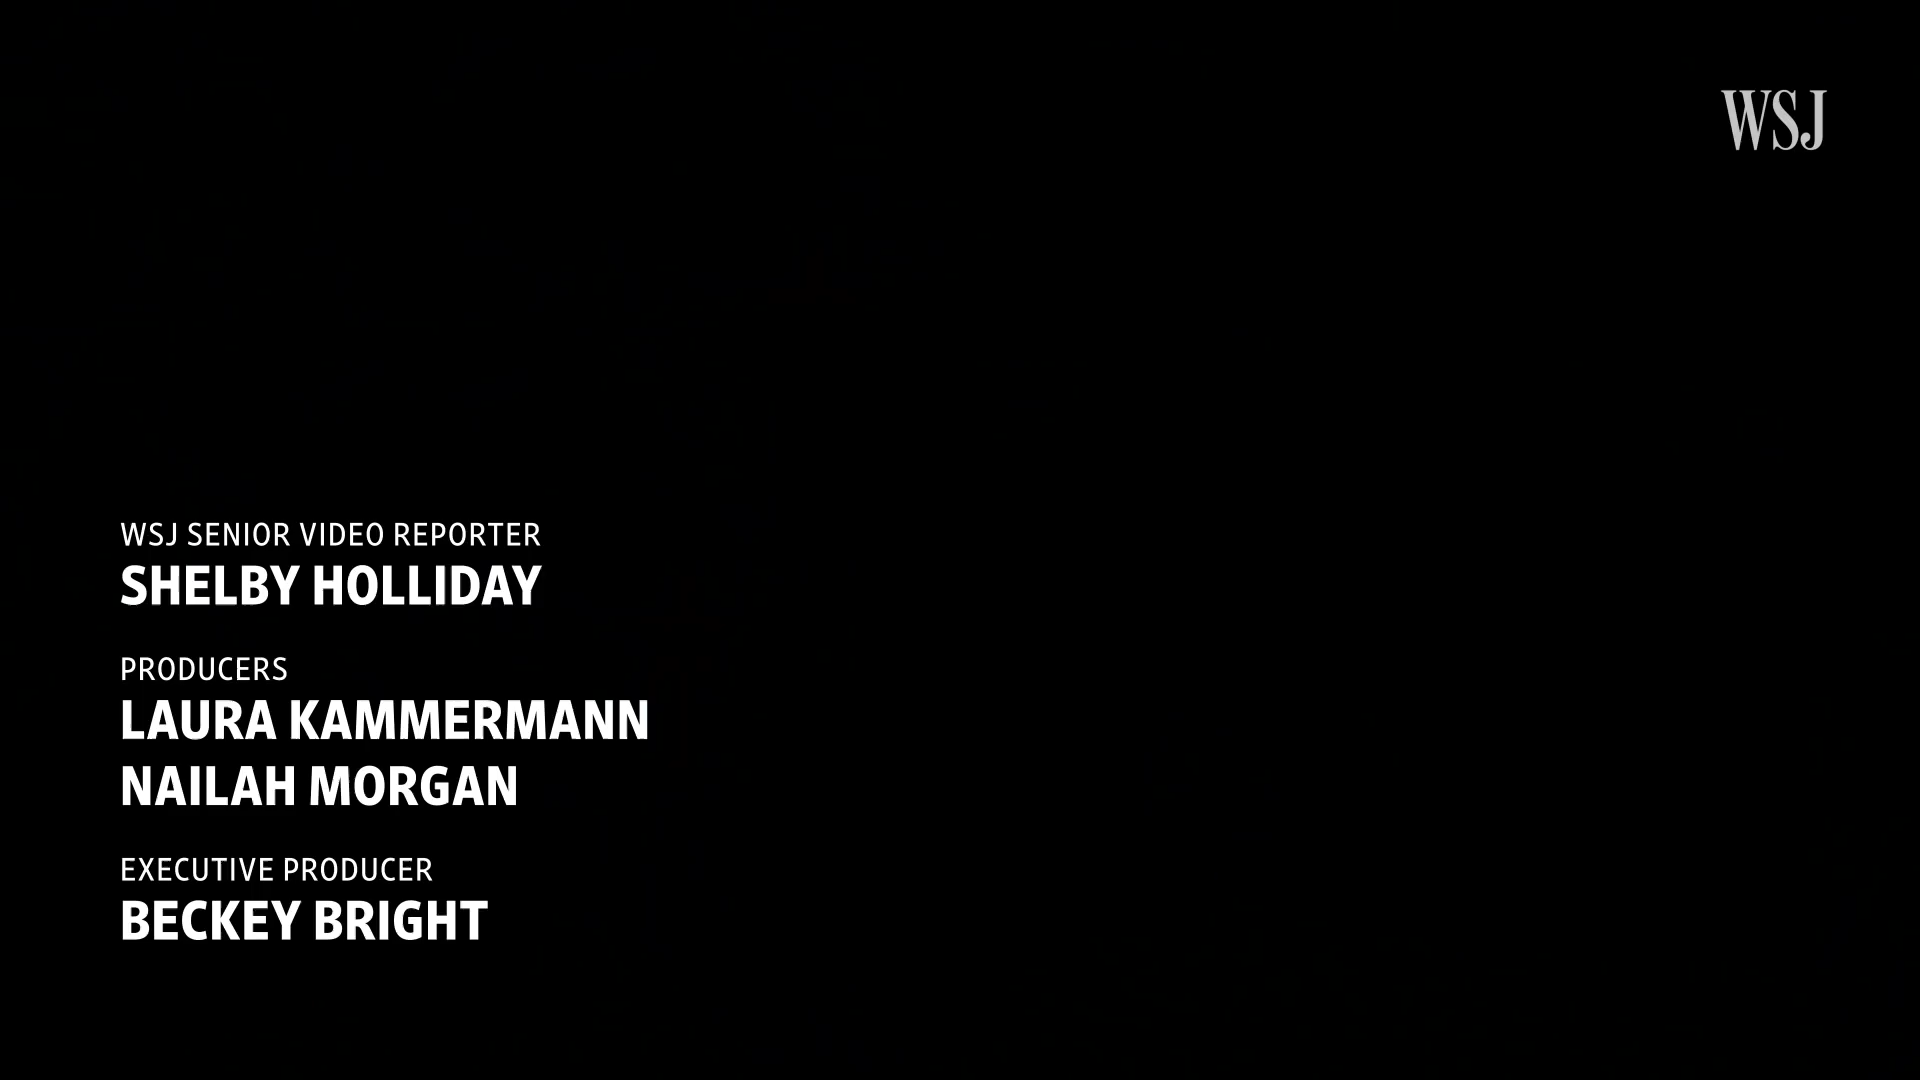 WSJ
WSJ SENIOR VIDEO REPORTER
SHELBY HOLLIDAY
PRODUCERS
LAURA KAMMERMANN
NAILAH MORGAN
EXECUTIVE PRODUCER
BECKEY BRIGHT